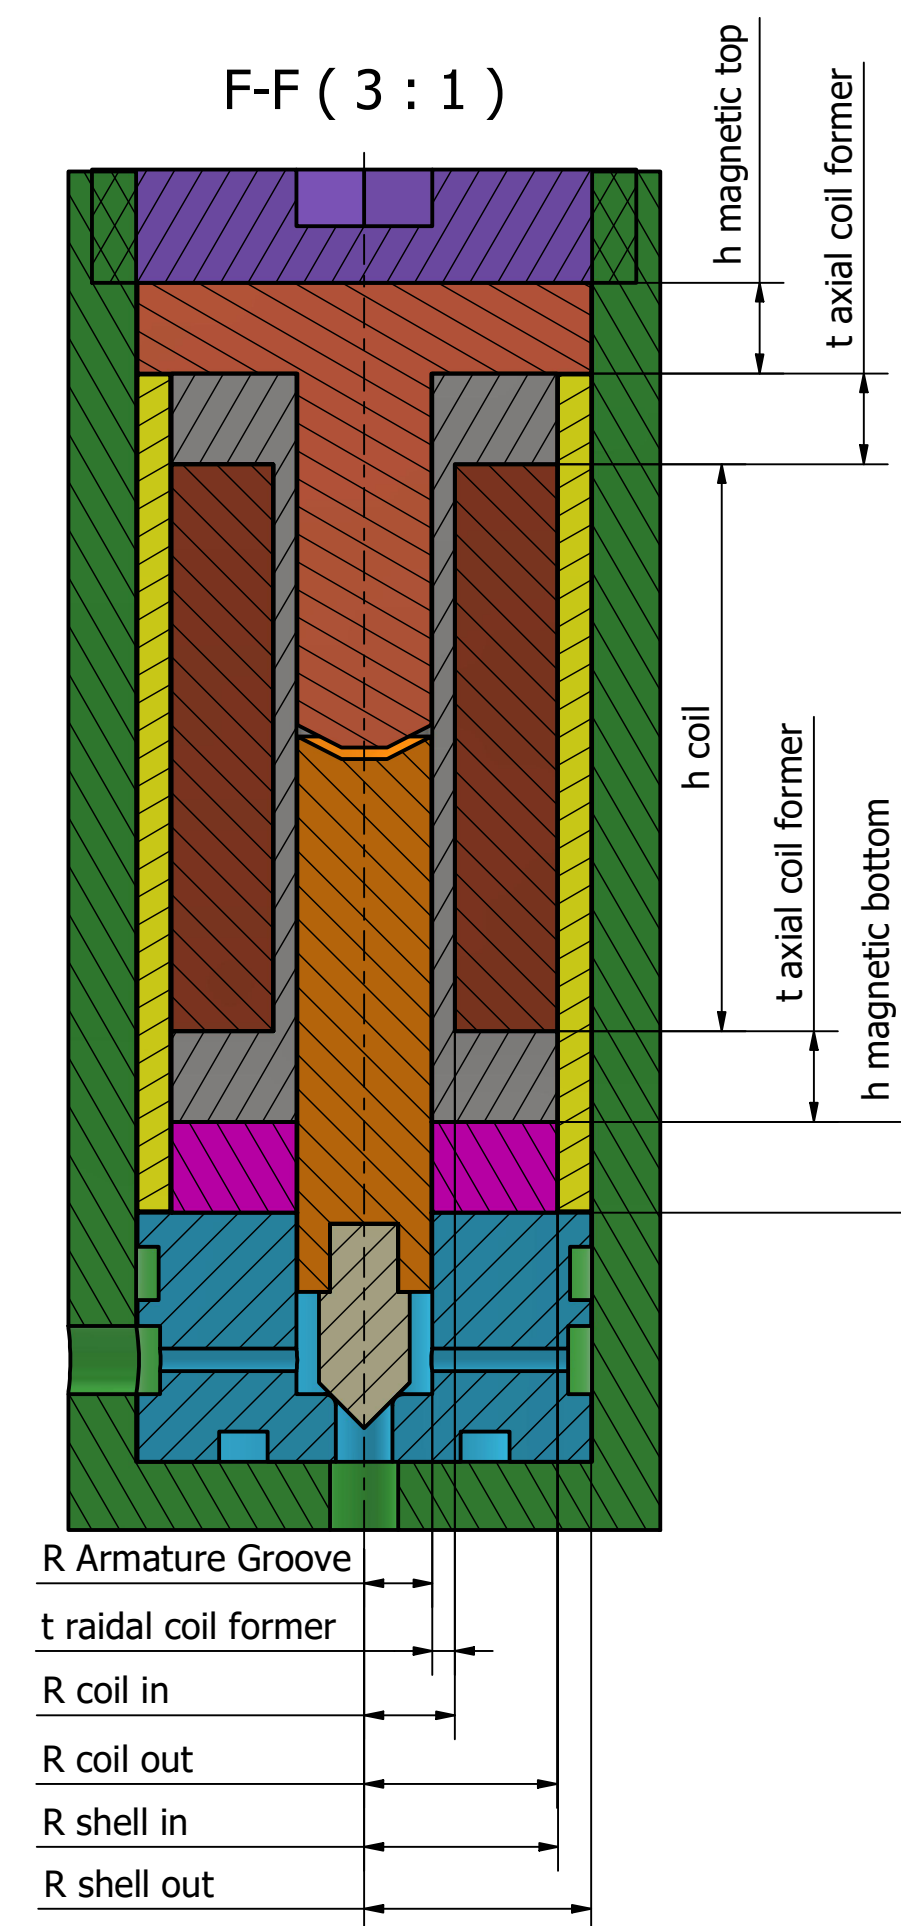 F-F ( 3 : 1 )
h magnetic top
t axial coil former
h coil
t axial coil former
h magnetic bottom
R Armature Groove
t raidal coil former
R coil in
R coil out
R shell in
R shell out